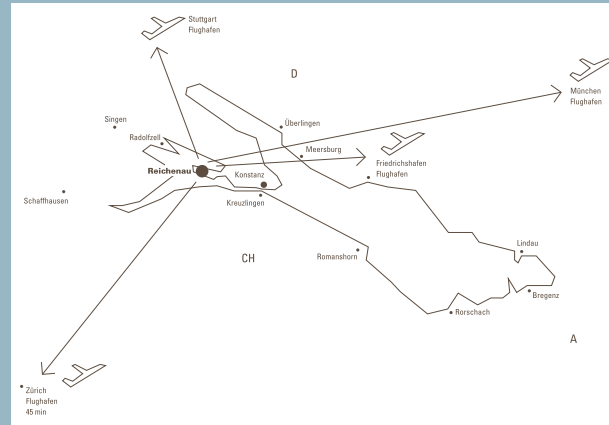 Stuttgart
Flughafen
D
München
Flughafen
Singen
Überlingen
Radolfzell
Meersburg
Friedrichshafen
Flughafen
Reichenau
Konstanz
Schaffhausen
Kreuzlingen
CH
Romanshorn
Lindau
Bregenz
Rorschach
A
Zürich
Flughafen
45 min